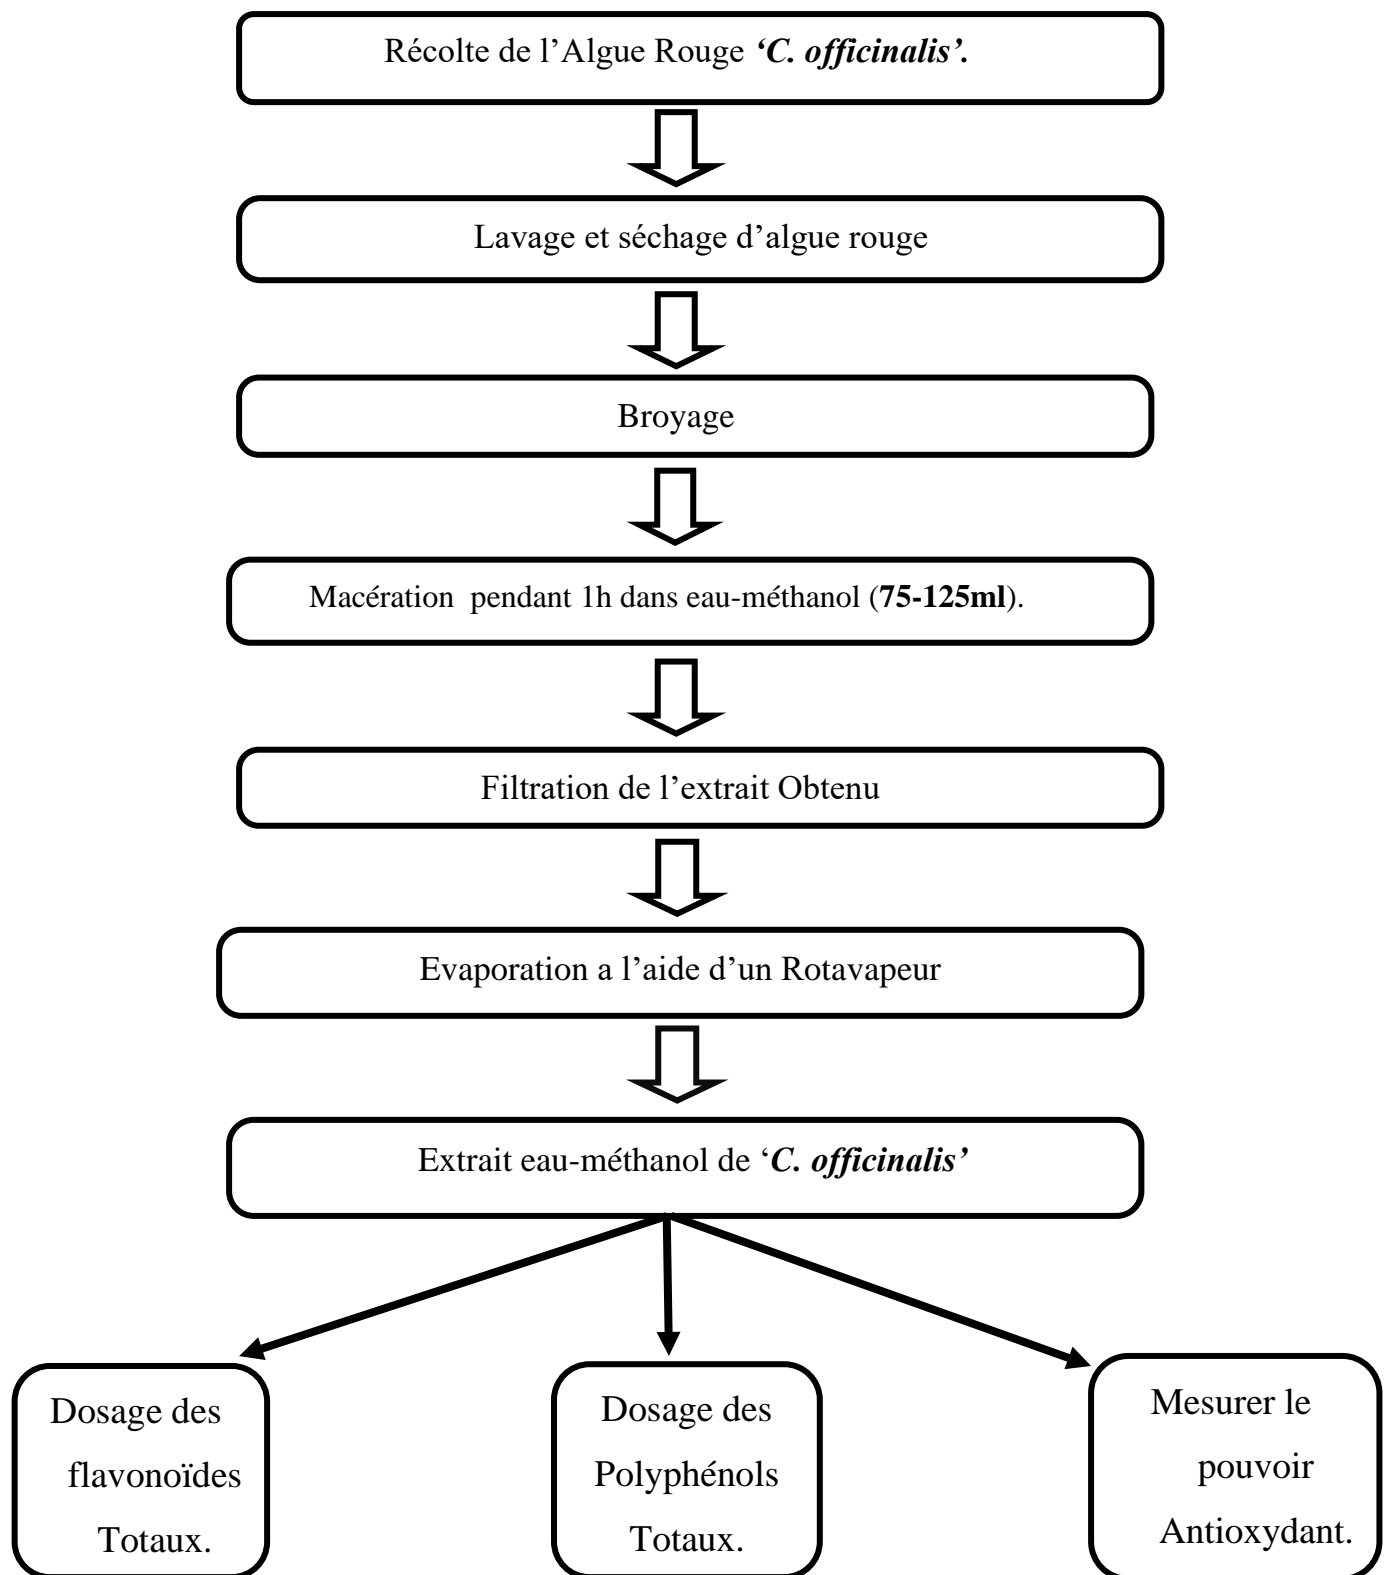 Récolte de l’Algue Rouge ‘C. officinalis’.
Lavage et séchage d’algue rouge
Broyage
Macération pendant 1h dans eau-méthanol (75-125ml).
Filtration de l’extrait Obtenu
Evaporation a l’aide d’un Rotavapeur
Extrait eau-méthanol de ‘C. officinalis’
Dosage des
flavonoïdes
Totaux.
Dosage des
Polyphénols
Totaux.
Mesurer le
pouvoir
Antioxydant.